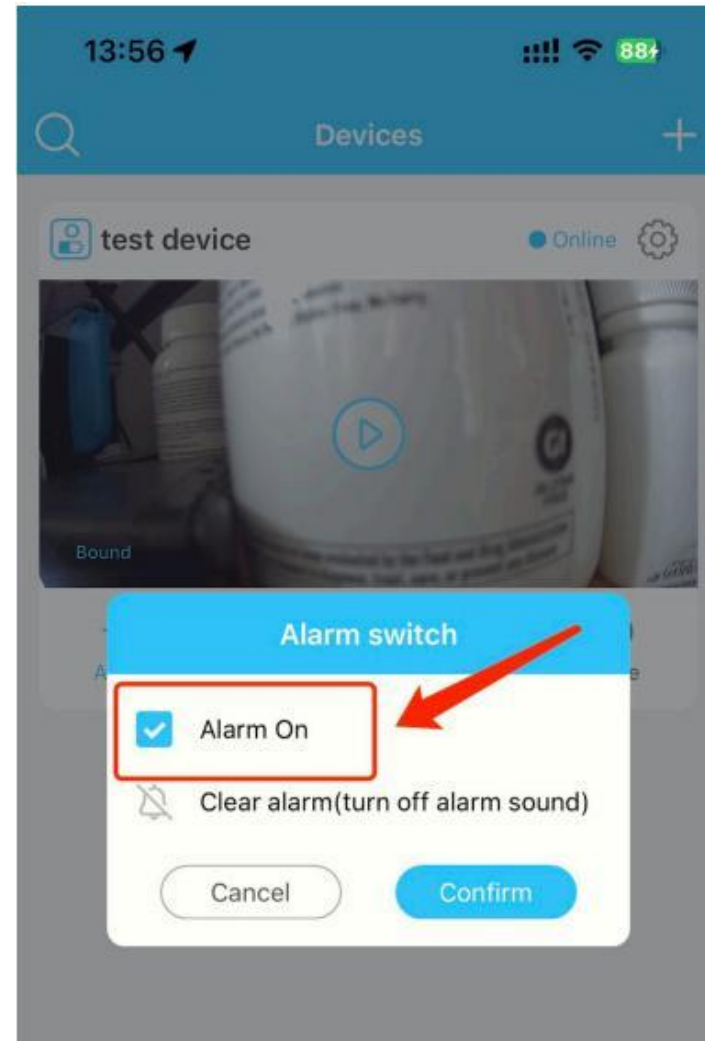 13:56
88
Devices
test device
Online
Bound
Alarm switch
A
e
Alarm On
Clear alarm(turn off alarm sound)
Cancel
Confirm